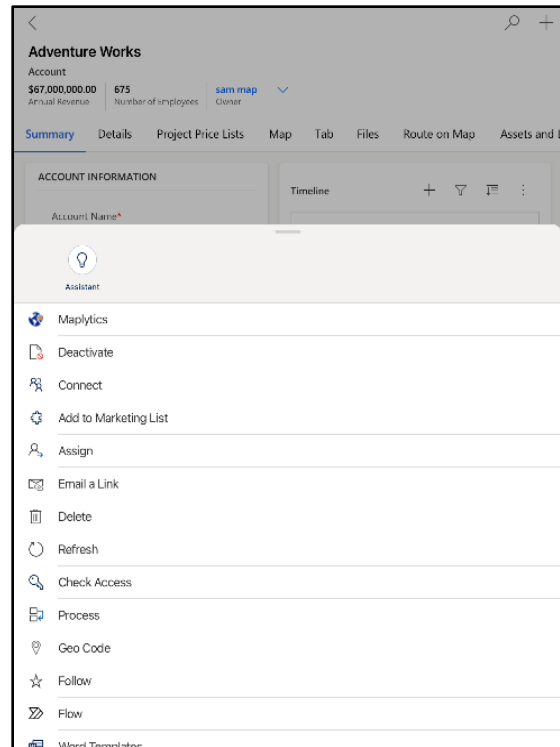 Adventure Works
Account
$67,000,000.00 675 sam map
Annual Revenue Number of Employees Owner
Summary Details Project Price Lists Map Tab Files Route on Map Assets and L
ACCOUNT INFORMATION
Timeline
Account Name*
Assistant
Maplytics
Deactivate
Connect
Add to Marketing List
Assign
Email a Link
Delete
Refresh
Check Access
Process
Geo Code
Follow
Flow
Word Templates